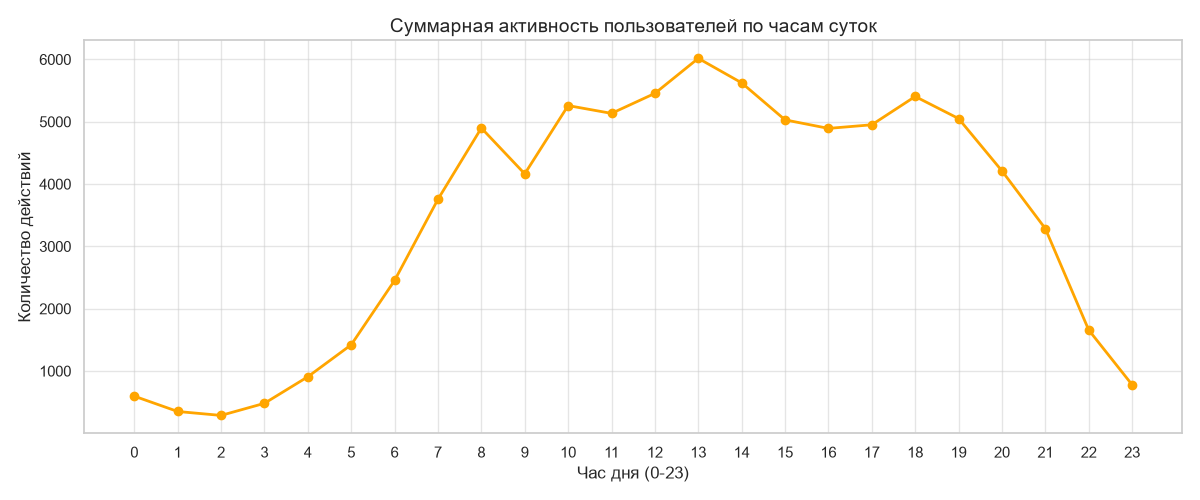 Суммарная активность пользователей по часам суток
Количество действий
6000
5000
4000
3000
2000
1000
0 1 2 3 4 5 6 7 8 9 10 11 12 13 14 15 16 17 18 19 20 21 22 23
Час дня (0-23)